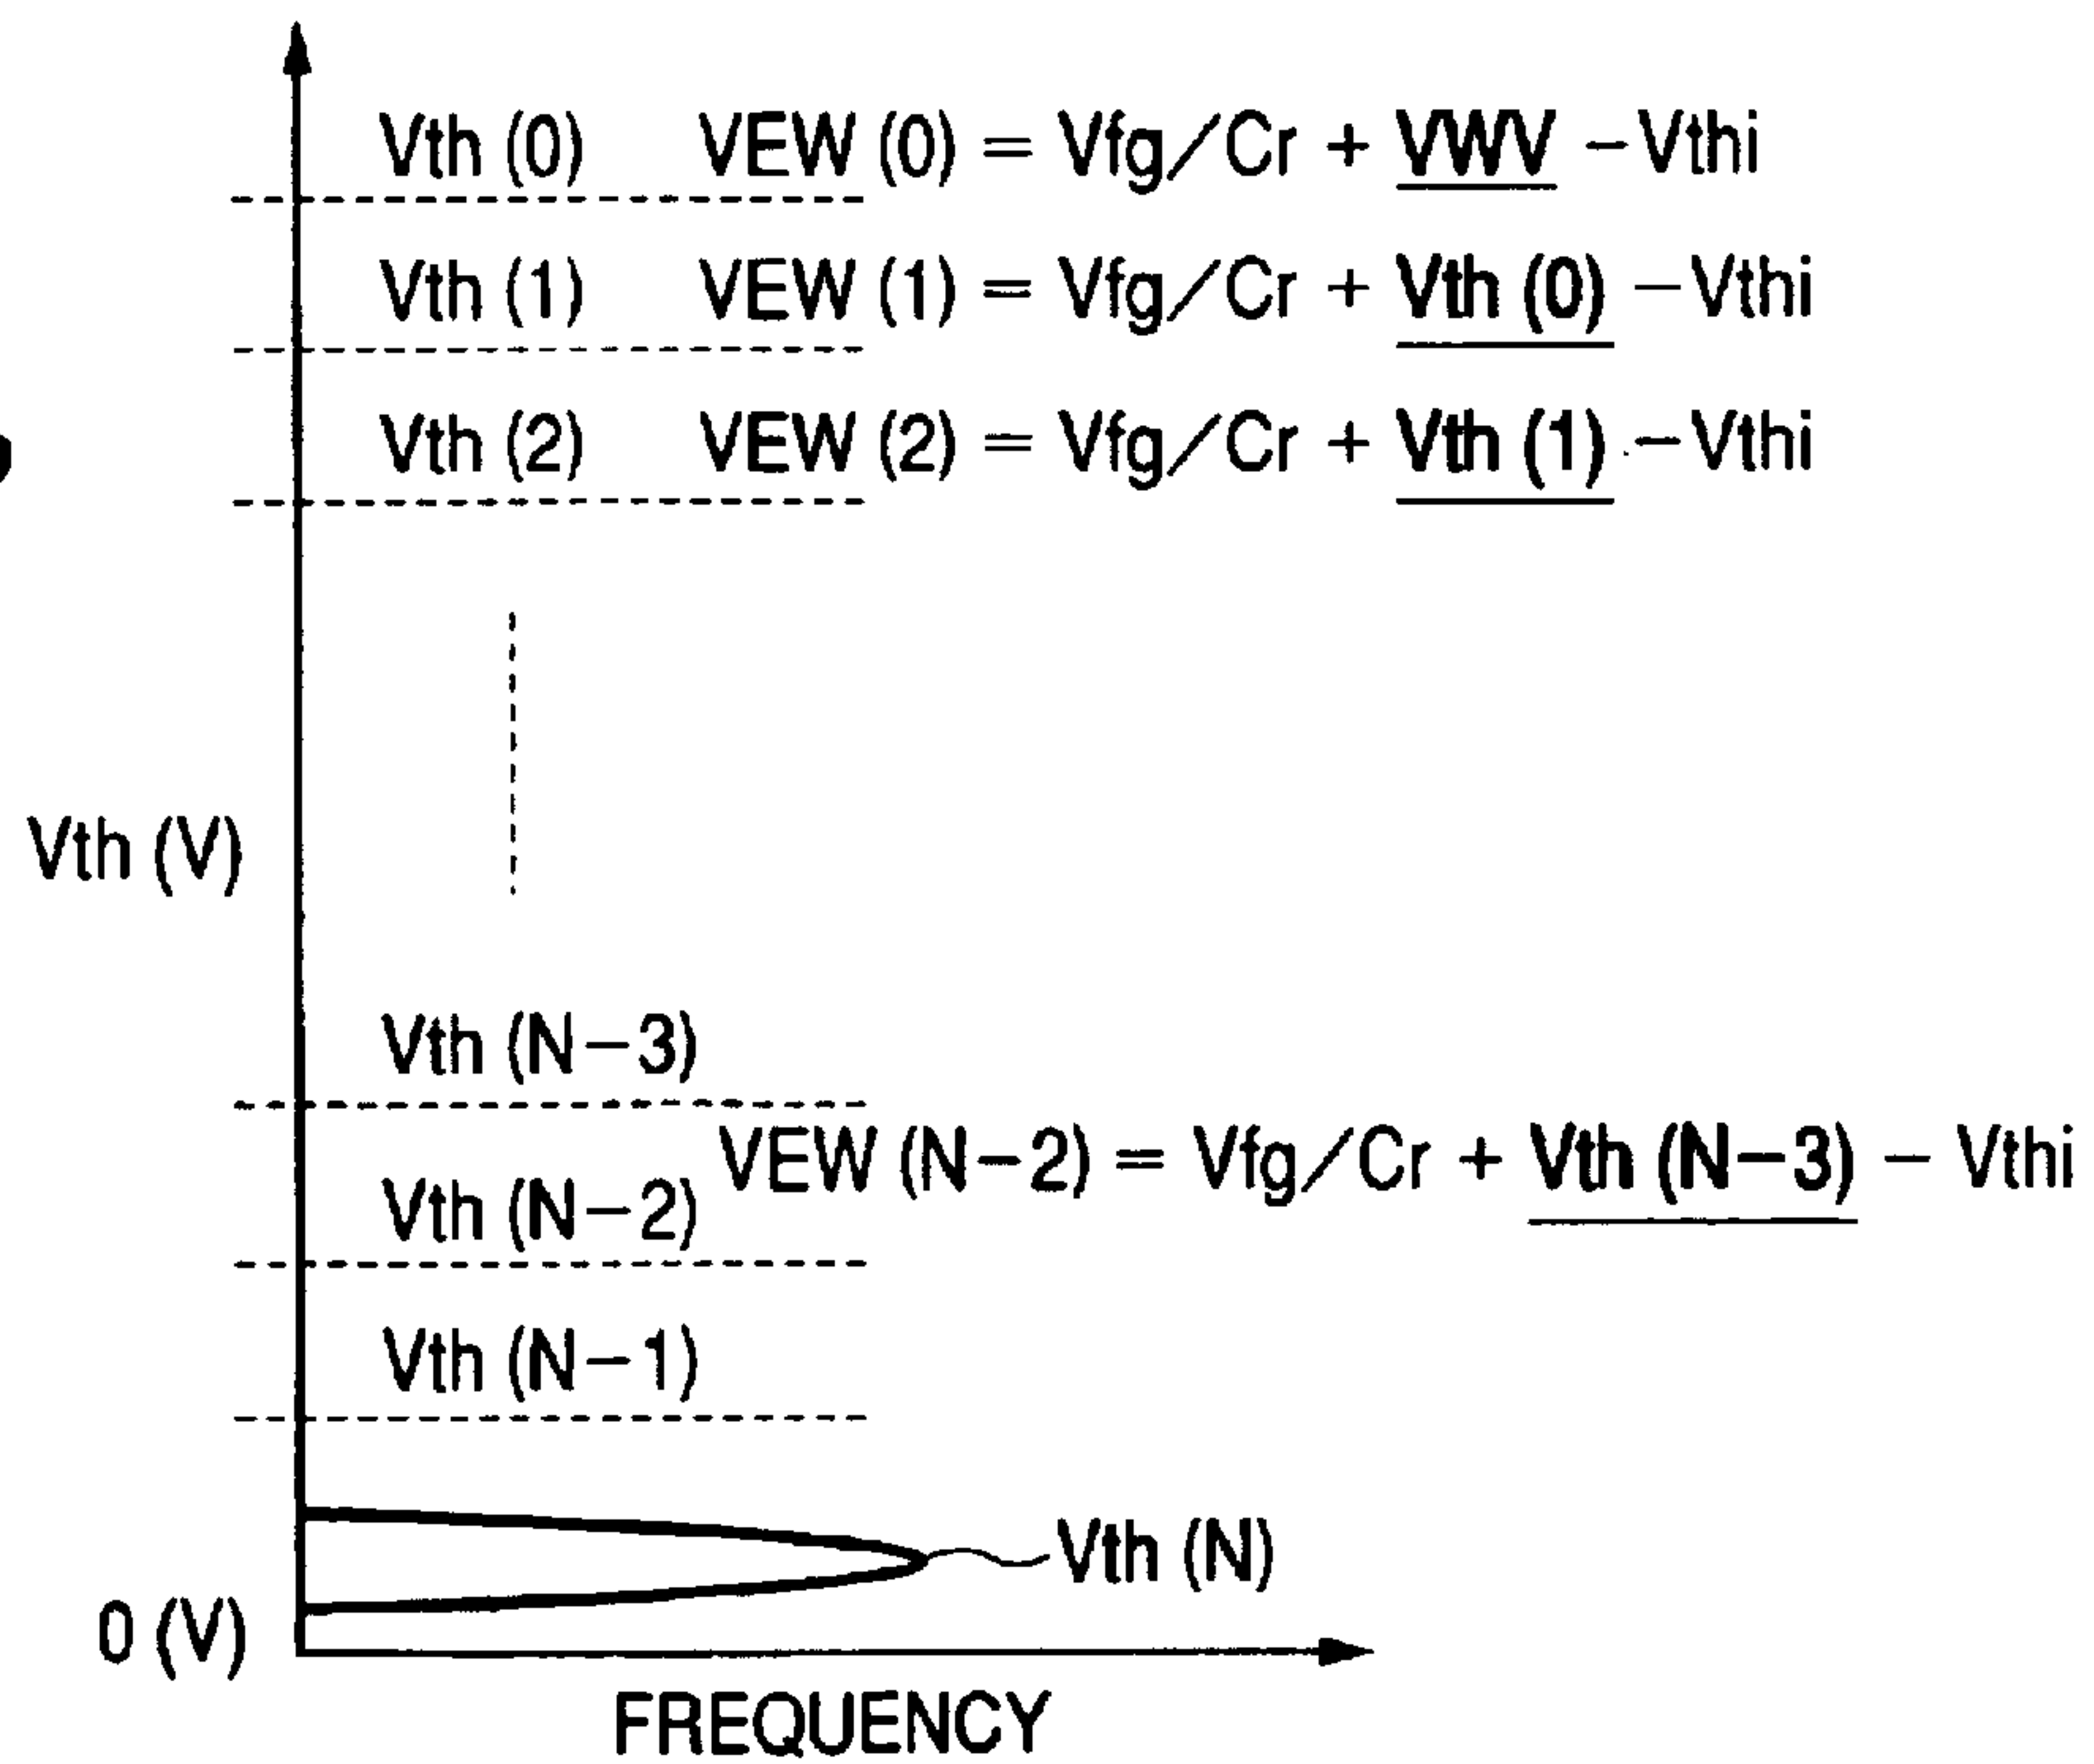 Vth (0) VEW (0) = Vfg/Cr + VWV − Vthi
Vth (1) VEW (1) = Vfg/Cr + Vth (0) − Vthi
Vth (2) VEW (2) = Vfg/Cr + Vth (1) − Vthi
Vth (V)
Vth (N−3)
VEW (N−2) = Vfg/Cr + Vth (N−3) − Vthi
Vth (N−2)
Vth (N−1)
Vth (N)
0 (V)
FREQUENCY